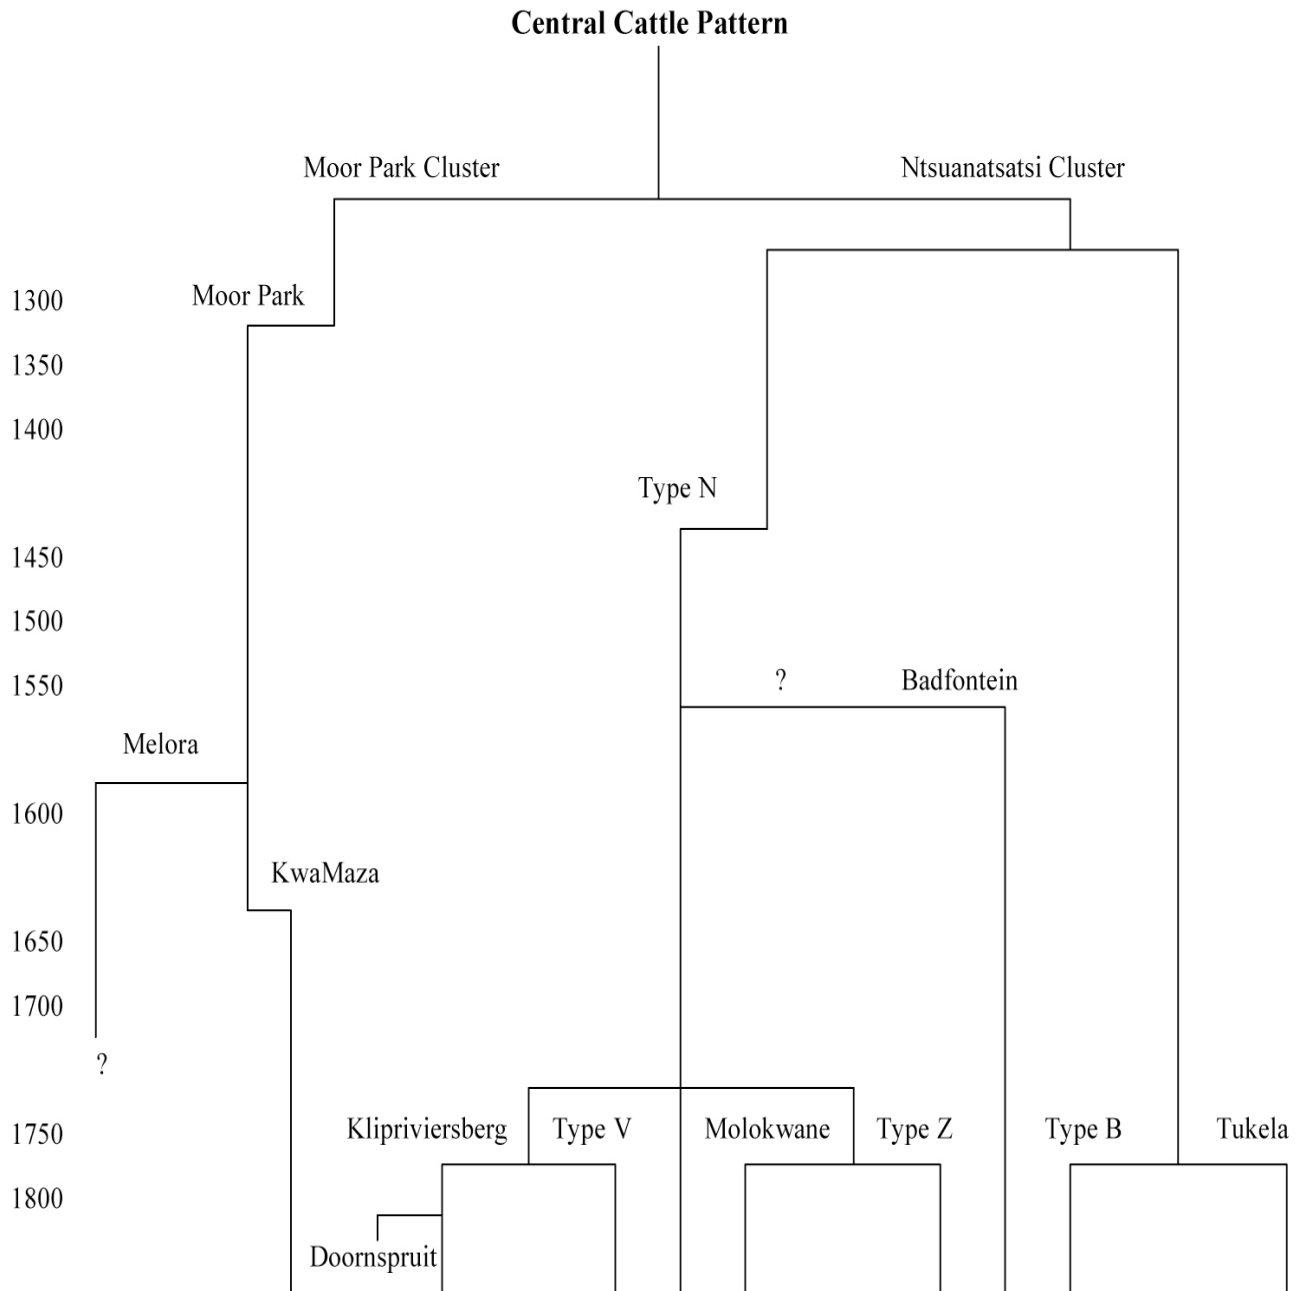 Central Cattle Pattern
Moor Park Cluster
Ntsuanatsatsi Cluster
1300
Moor Park
1350
1400
Type N
1450
1500
1550
?
Badfontein
Melora
1600
KwaMaza
1650
1700
?
1750
Klipriviersberg
Type V
Molokwane
Type Z
Type B
Tukela
1800
Doornspruit